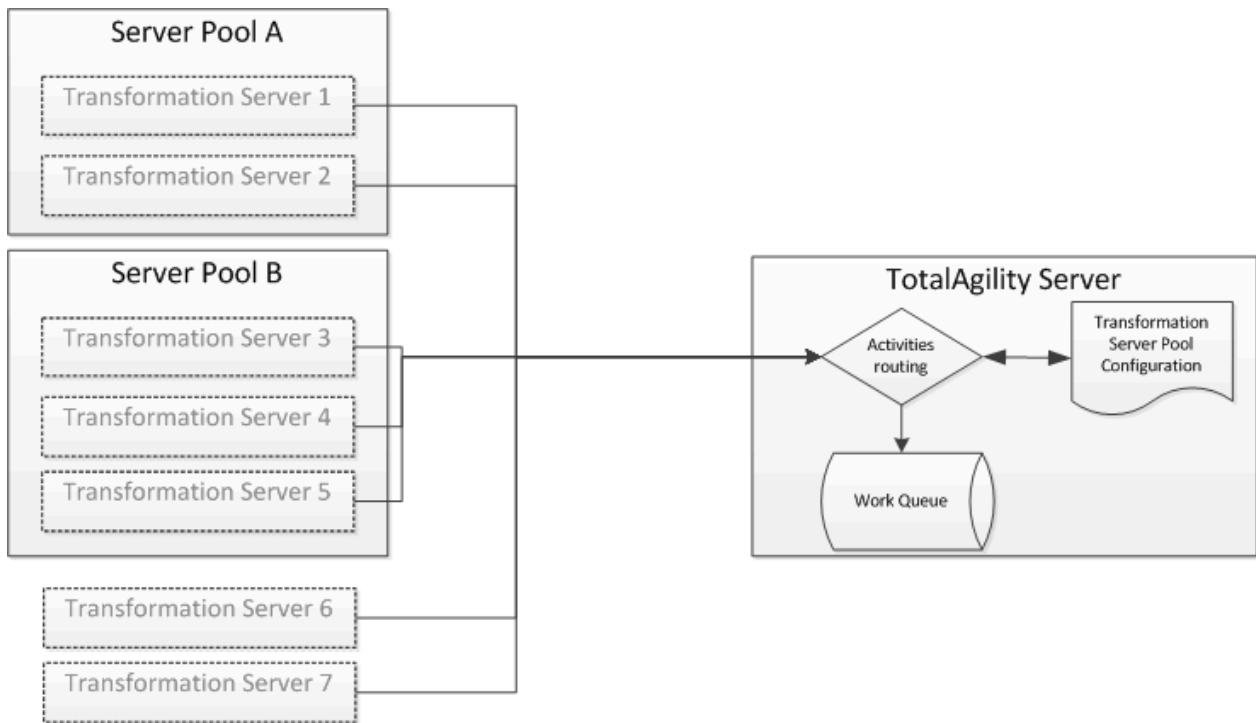 Server Pool A
Transformation Server 1
Transformation Server 2
Server Pool B
Transformation Server 3
Transformation Server 4
Transformation Server 5
Transformation Server 6
Transformation Server 7
TotalAgility Server
Activities
routing
Transformation
Server Pool
Configuration
Work Queue